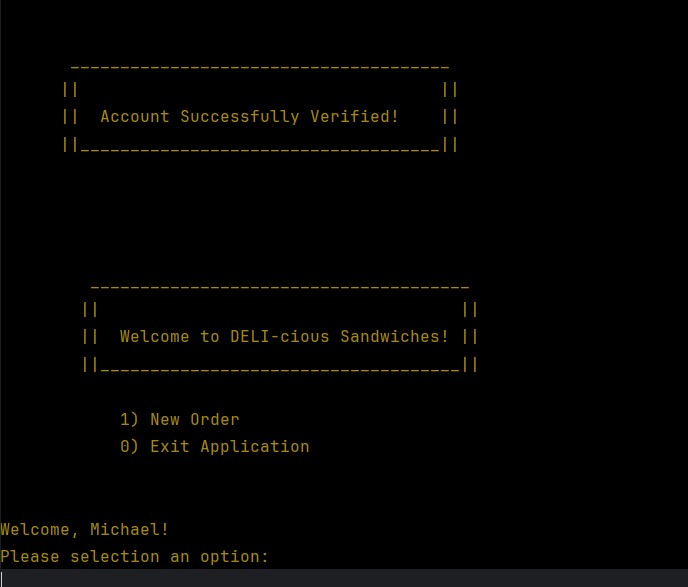 Account Successfully Verified!
Welcome to DELI-cious Sandwiches!
1) New Order
0) Exit Application
Welcome, Michael!
Please selection an option: